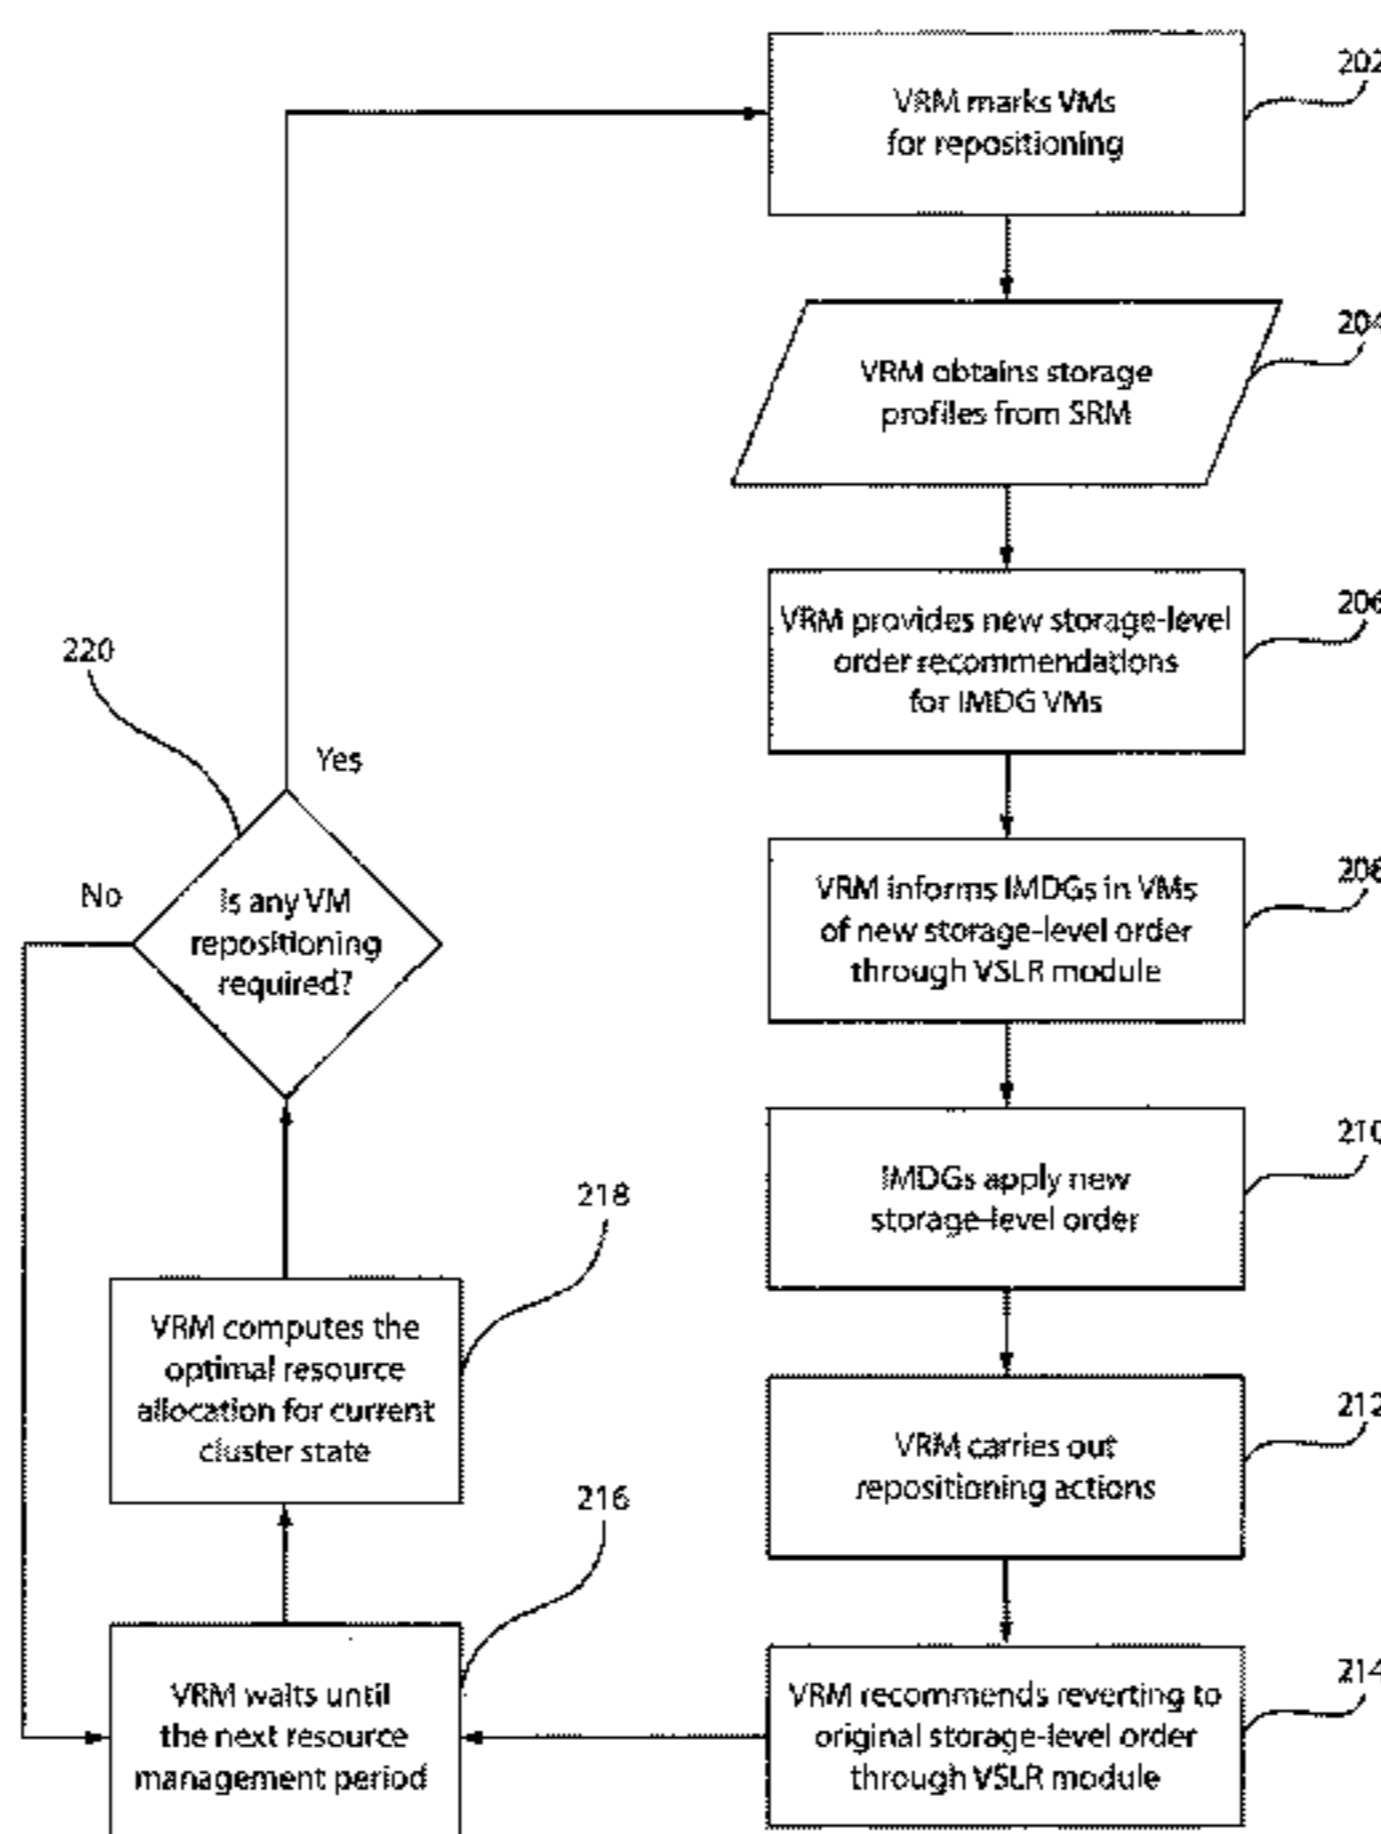 202
VRM marks VMs
for repositioning
204
VRM obtains storage
profiles from SRM
206
VRM provides new storage-level
order recommendations
for IMDG VMs
220
Yes
No
Is any VM
repositioning
required?
208
VRM informs IMDGs in VMs
of new storage-level order
through VSLR module
210
IMDGs apply new
storage-level order
218
VRM computes the
optimal resource
allocation for current
cluster state
212
VRM carries out
repositioning actions
216
VRM waits until
the next resource
management period
214
VRM recommends reverting to
original storage-level order
through VSLR module